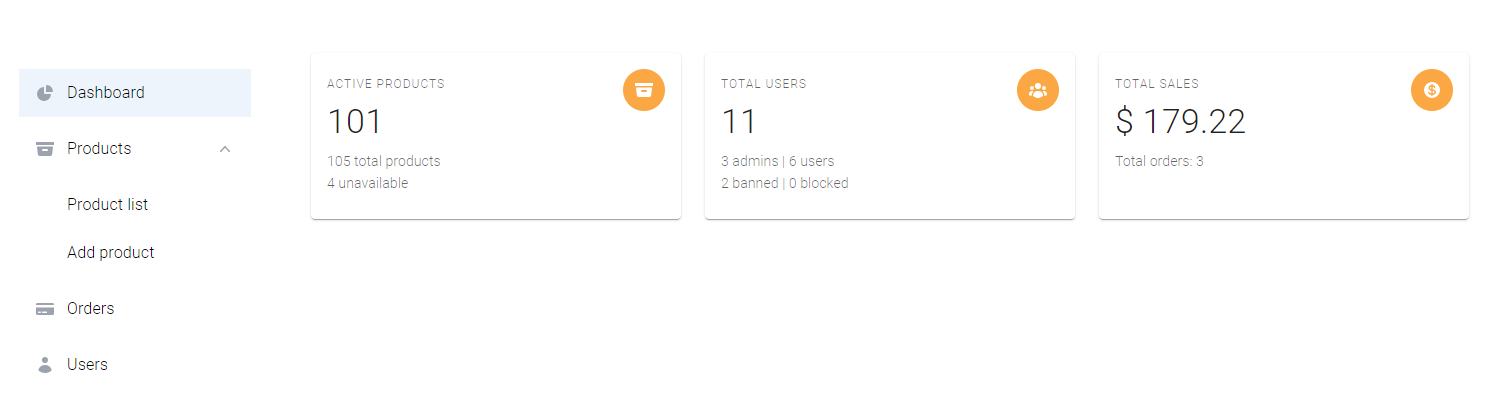 Dashboard
Products
Product list
Add product
Orders
Users
ACTIVE PRODUCTS
101
105 total products
4 unavailable
TOTAL USERS
11
3 admins | 6 users
2 banned | 0 blocked
TOTAL SALES
$ 179.22
Total orders: 3